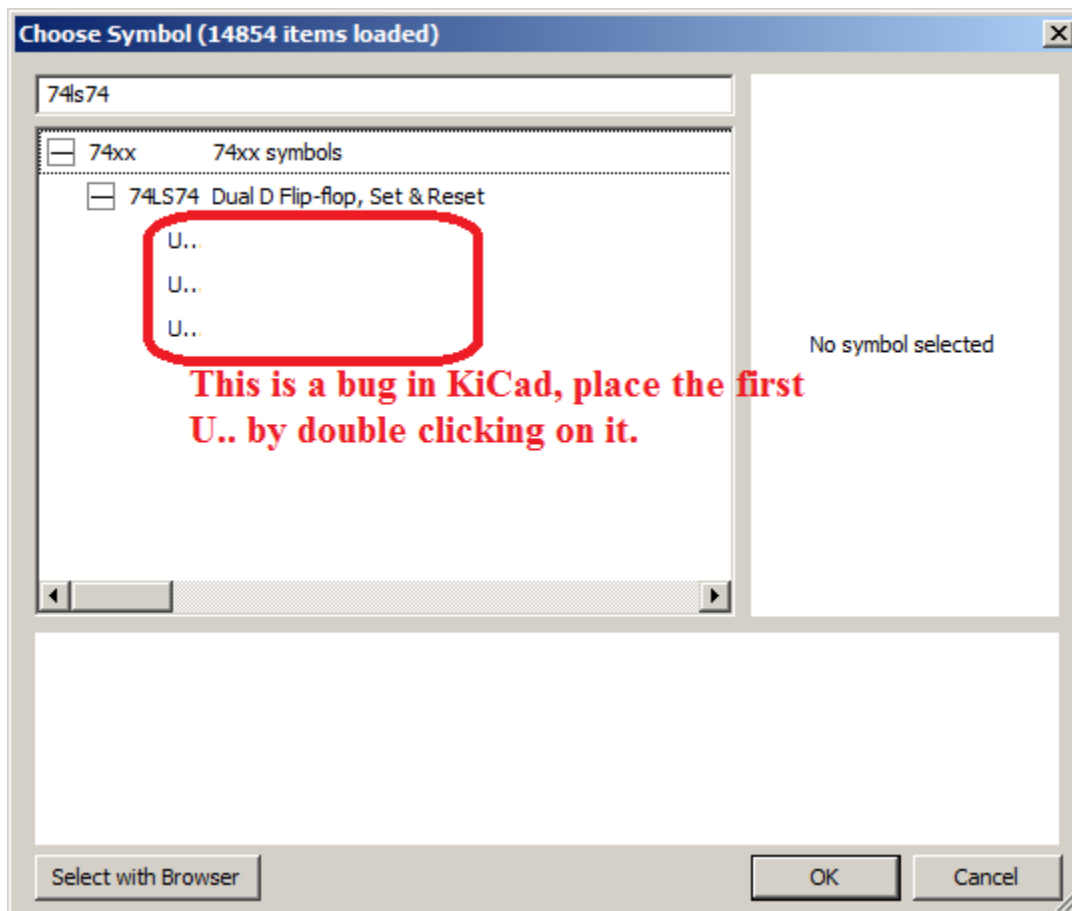 Choose Symbol (14854 items loaded)
74ls74
74xx 74xx symbols
74LS74 Dual D Flip-flop, Set & Reset
U...
U...
U...
No symbol selected
This is a bug in KiCad, place the first
U.. by double clicking on it.
Select with Browser
OK
Cancel